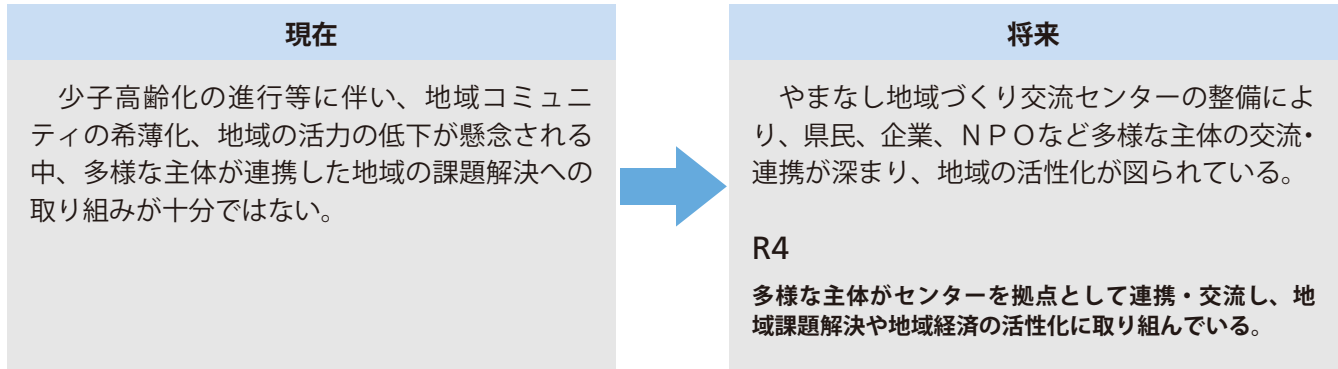 現在
少子高齢化の進行等に伴い、地域コミュニ
ティの希薄化、地域の活力の低下が懸念される
中、多様な主体が連携した地域の課題解決への
取り組みが十分ではない。
将来
やまなし地域づくり交流センターの整備によ
り、県民、企業、ＮＰＯなど多様な主体の交流・
連携が深まり、地域の活性化が図られている。
R4
多様な主体がセンターを拠点として連携・交流し、地
域課題解決や地域経済の活性化に取り組んでいる。